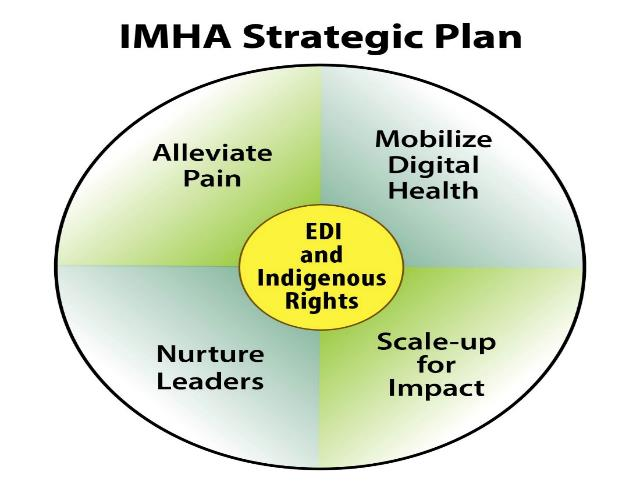 IMHA Strategic Plan
Alleviate
Pain
Mobilize
Digital
Health
EDI
and
Indigenous
Rights
Nurture
Leaders
Scale-up
for
Impact